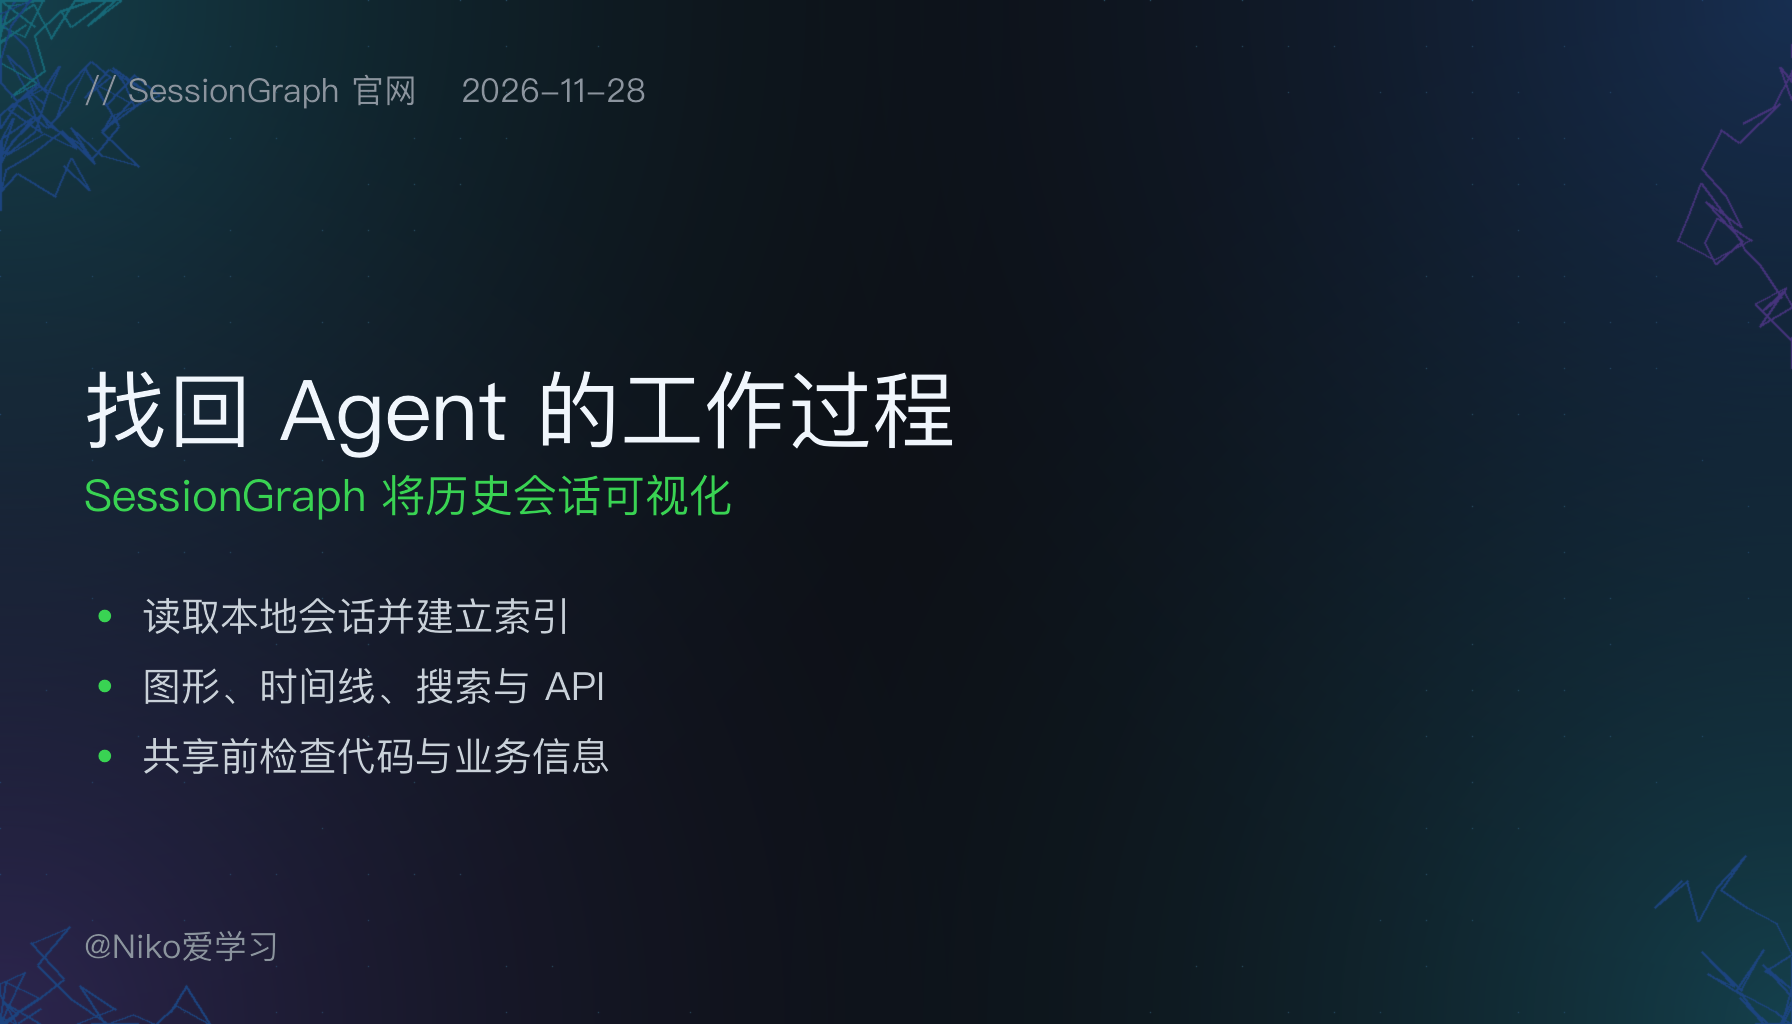 // SessionGraph 官网 2026-11-28
找回 Agent 的工作过程
SessionGraph 将历史会话可视化
• 读取本地会话并建立索引
• 图形、时间线、搜索与 API
• 共享前检查代码与业务信息
@Niko爱学习